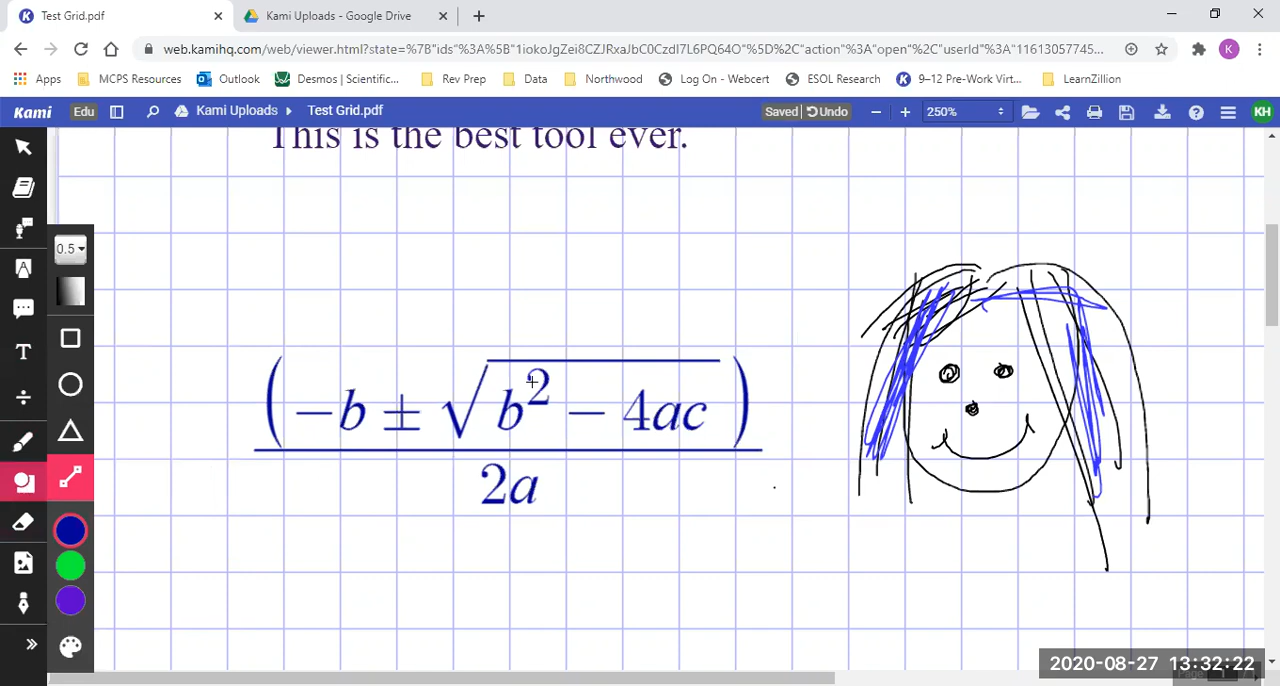 Test Grid.pdf
Kami Uploads - Google Drive
web.kamihq.com/web/viewer.html?state=%7B"ids"%3A%5B"1iokoJgZei8CZJRxaJbC0CzdI7L6PQ64O"%5D%2C"action"%3A"open"%2C"userId"%3A"11613057745...
K
Apps MCPS Resources Outlook Desmos | Scientific... Rev Prep Data Northwood Log On - Webcert ESOL Research 9–12 Pre-Work Virt... LearnZillion
Kami Edu Kami Uploads Test Grid.pdf Saved | Undo 250% KH
This is the best tool ever.
0.5
(−b ± √b² − 4ac)
2a
2020-08-27 13:32:22
Page 1